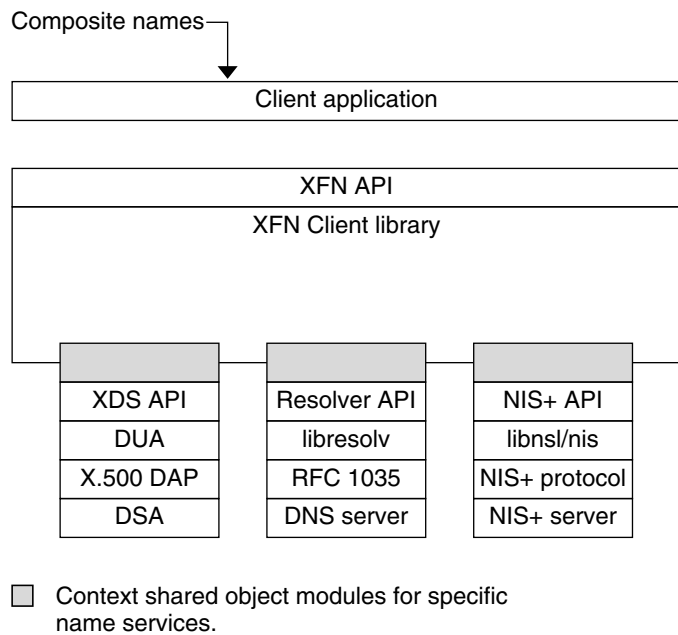 Composite names
Client application
XFN API
XFN Client library
XDS API
DUA
X.500 DAP
DSA
Resolver API
libresolv
RFC 1035
DNS server
NIS+ API
libnsl/nis
NIS+ protocol
NIS+ server
Context shared object modules for specific
name services.